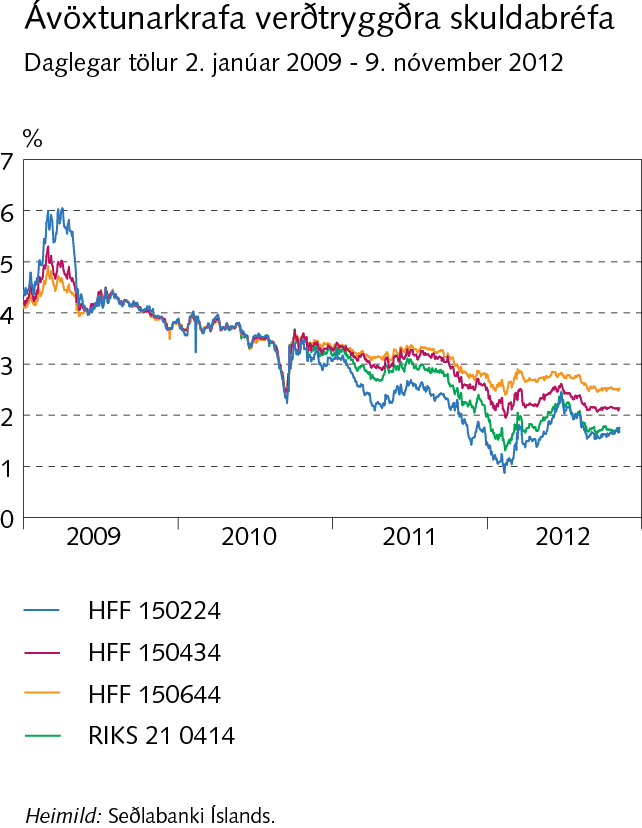 Ávöxtunarkrafa verðtryggðra skuldabréfa
Daglegar tölur 2. janúar 2009 - 9. nóvember 2012
%
7
6
5
4
3
2
1
0
2009 2010 2011 2012
HFF 150224
HFF 150434
HFF 150644
RIKS 21 0414
Heimild: Seðlabanki Íslands.